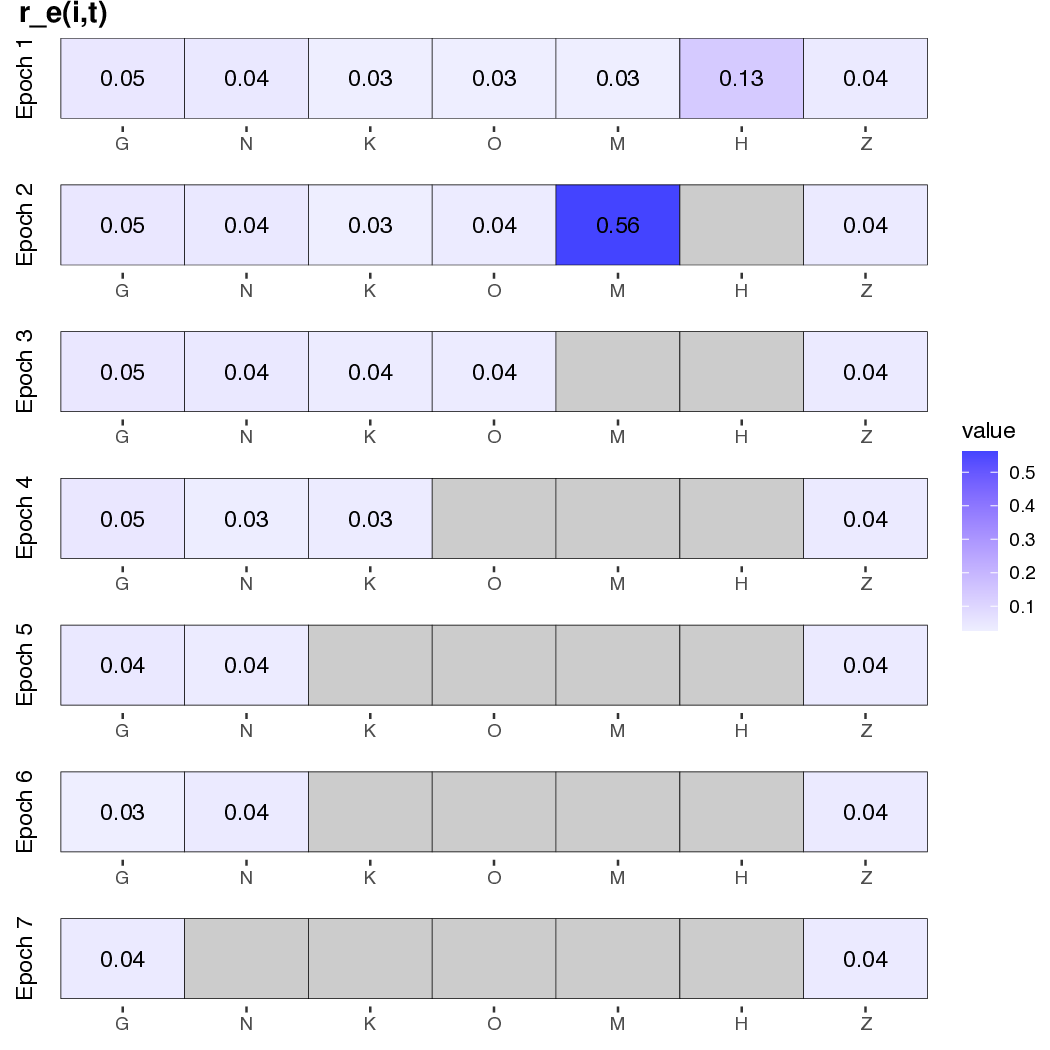 r_e(i,t)
Epoch 1
0.05 0.04 0.03 0.03 0.03 0.13 0.04
G N K O M H Z
Epoch 2
0.05 0.04 0.03 0.04 0.56 0.04
G N K O M H Z
Epoch 3
0.05 0.04 0.04 0.04 0.04
G N K O M H Z
Epoch 4
0.05 0.03 0.03 0.04
G N K O M H Z
Epoch 5
0.04 0.04 0.04
G N K O M H Z
Epoch 6
0.03 0.04 0.04
G N K O M H Z
Epoch 7
0.04 0.04
G N K O M H Z
value
0.5
0.4
0.3
0.2
0.1